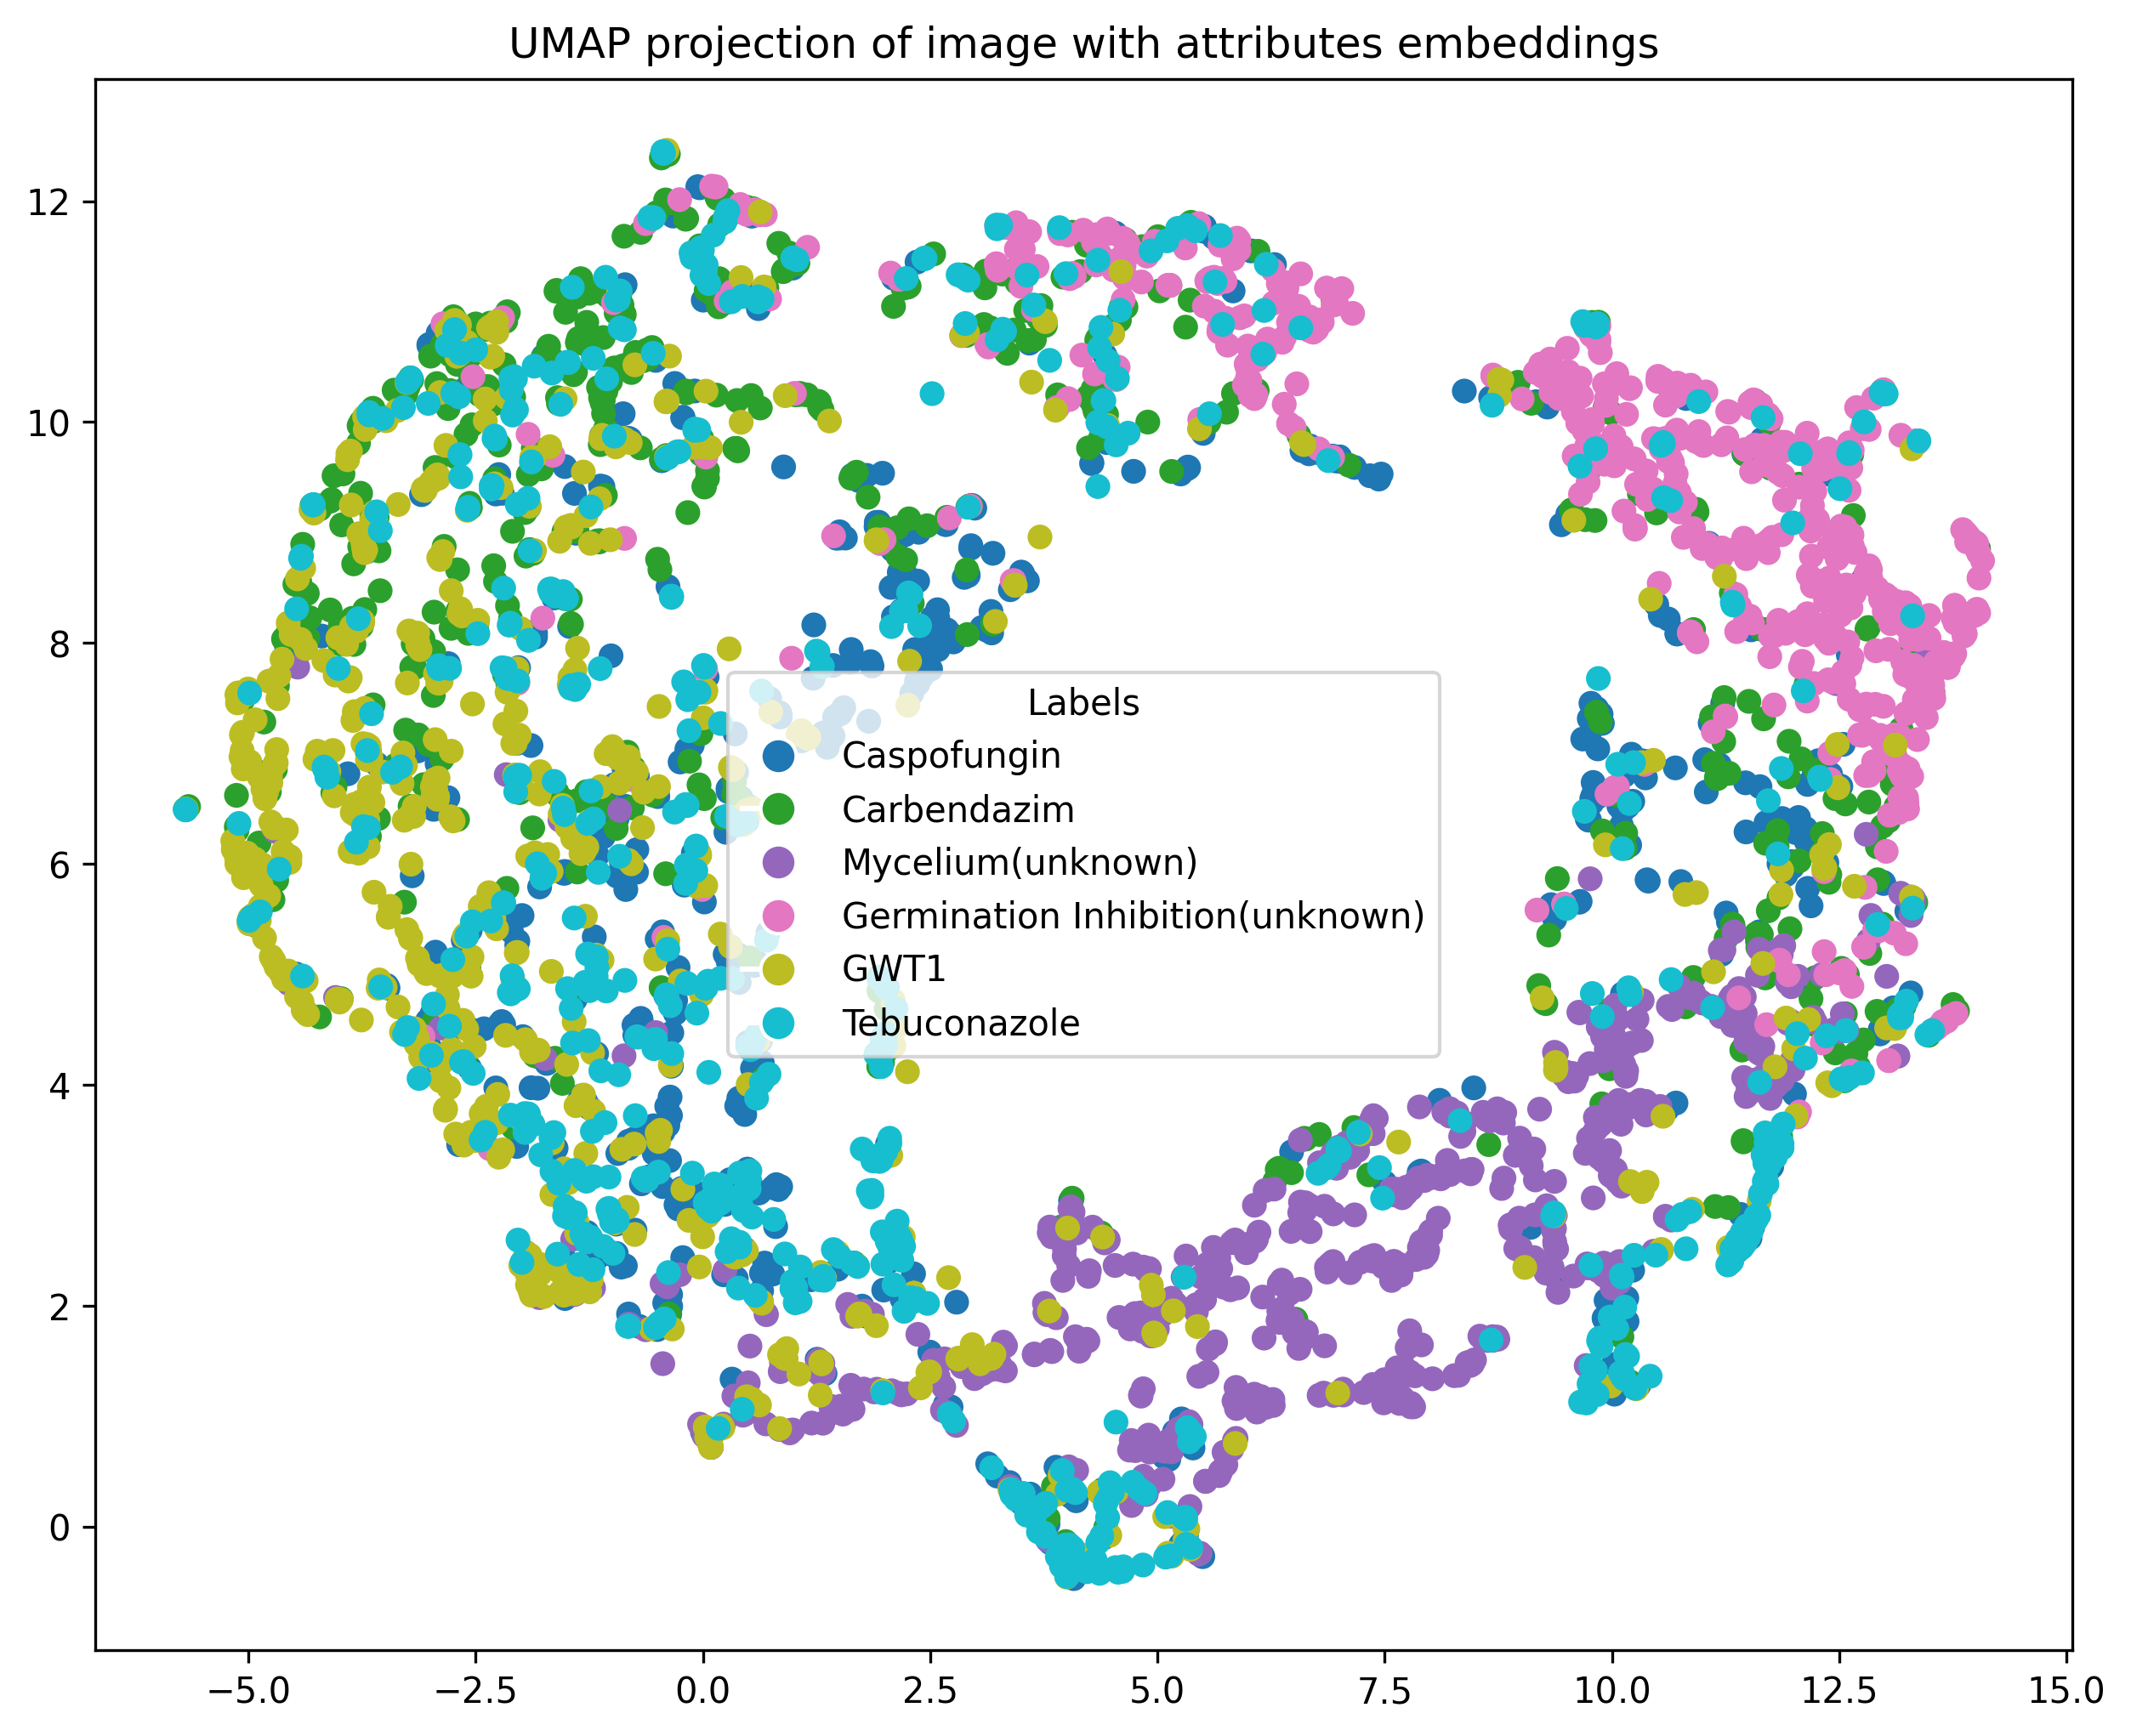 UMAP projection of image with attributes embeddings
12
10
8
6
4
2
0
Labels
Caspofungin
Carbendazim
Mycelium(unknown)
Germination Inhibition(unknown)
GWT1
Tebuconazole
−5.0 −2.5 0.0 2.5 5.0 7.5 10.0 12.5 15.0